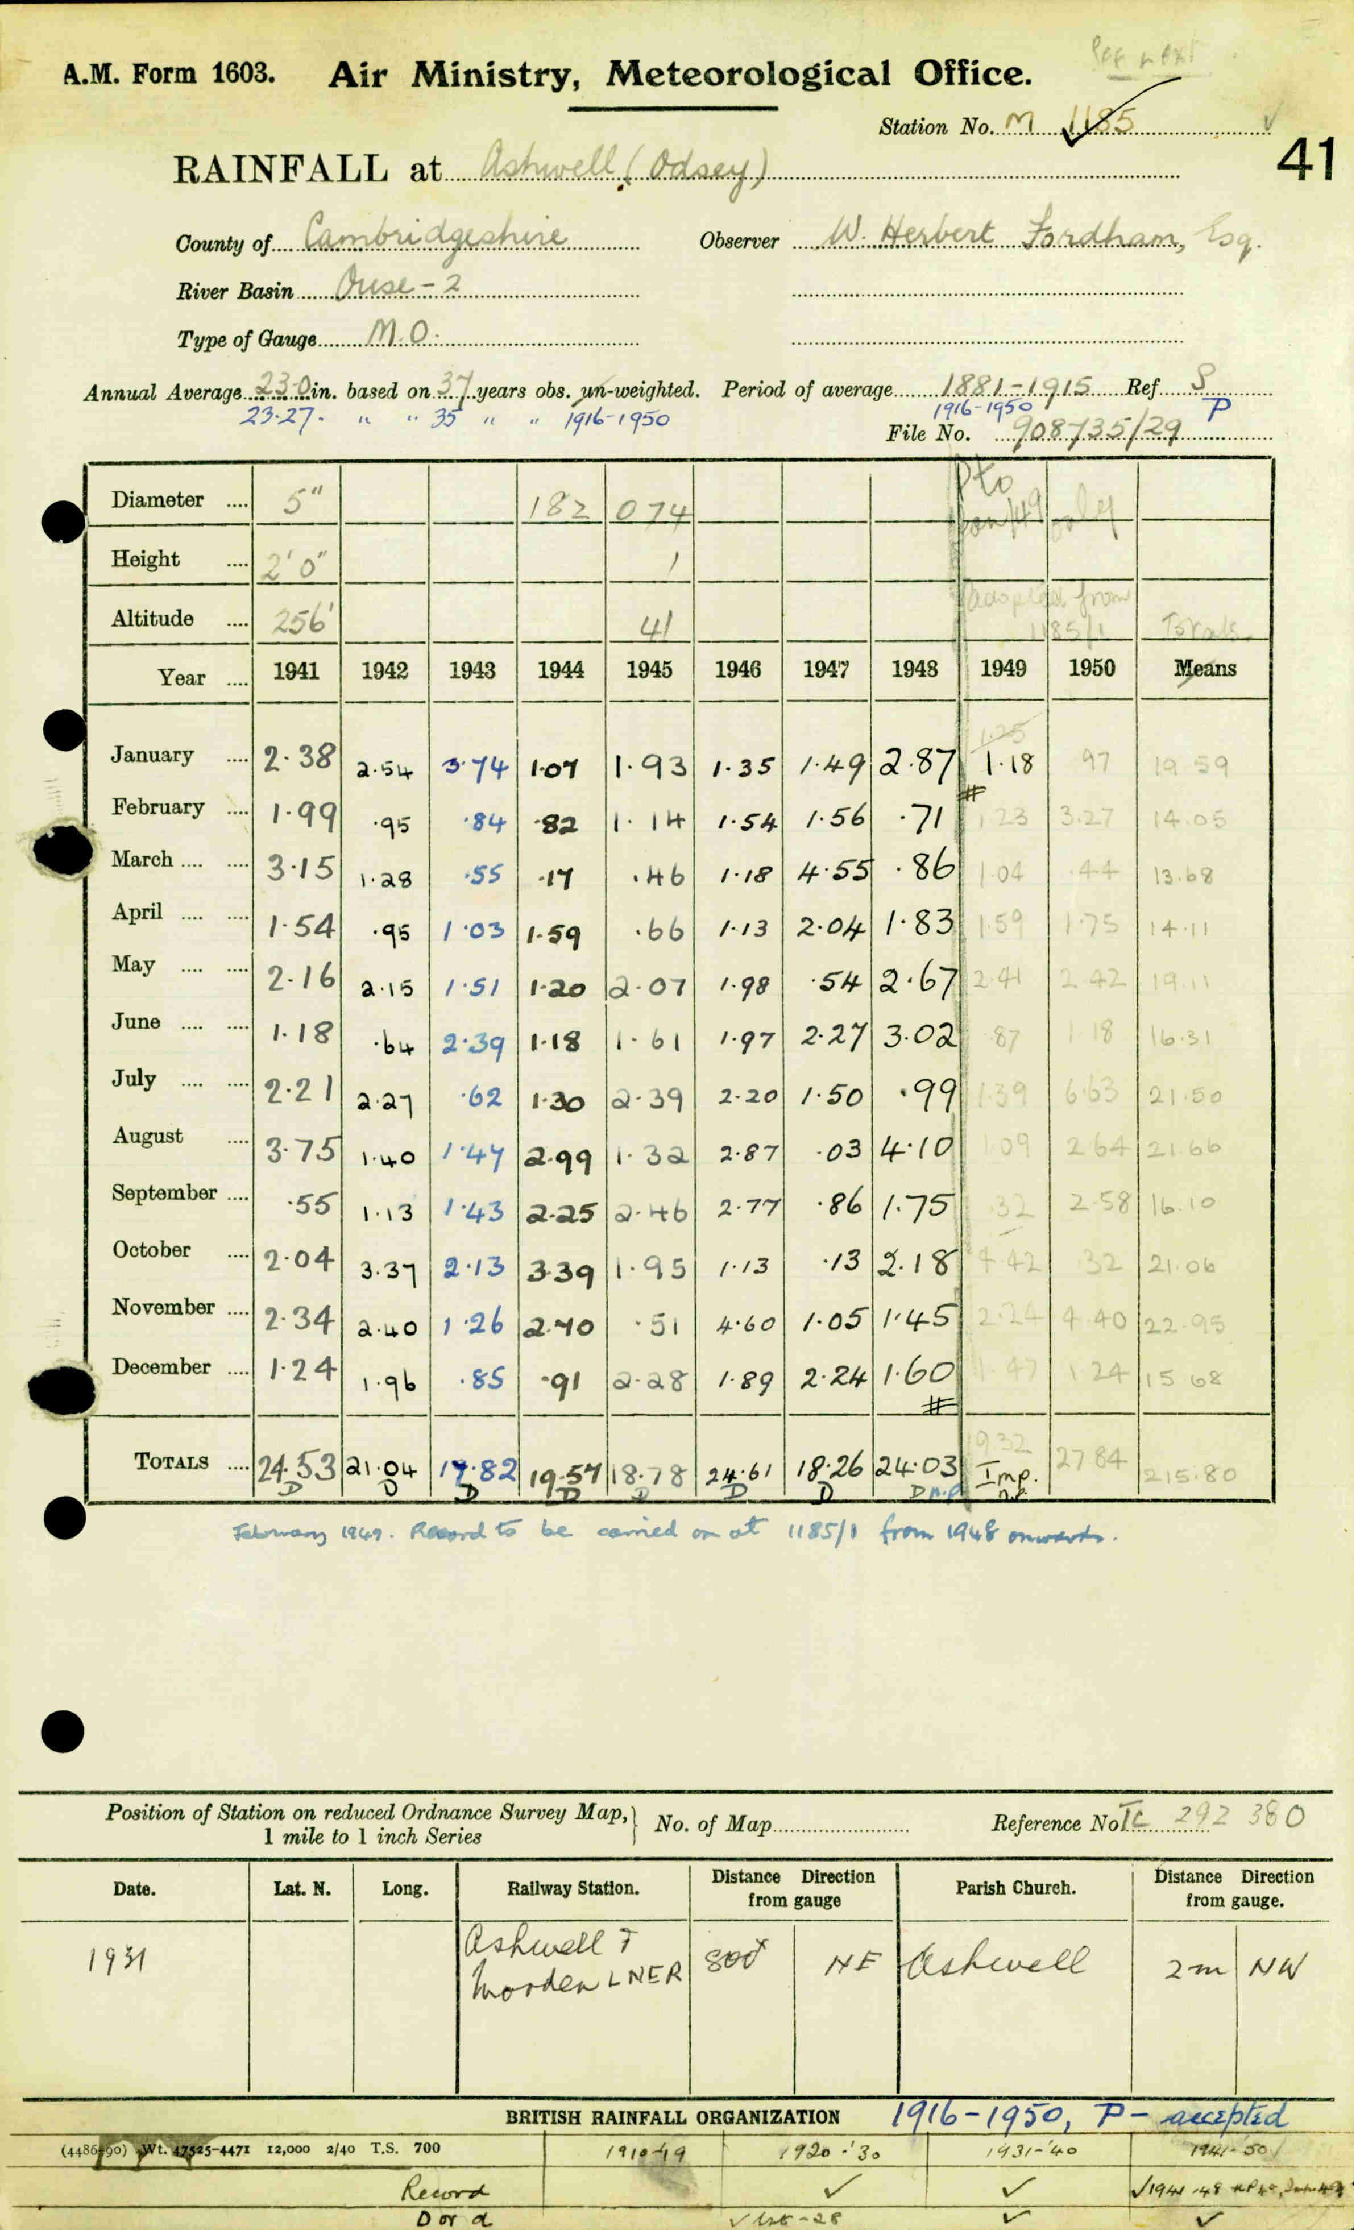 See next
A.M. Form 1603. Air Ministry, Meteorological Office.
Station No. M 1185
41
RAINFALL at Ashwell (Odsey)
County of Cambridgeshire Observer W. Herbert Fordham, Esq.
River Basin Ouse - 2
Type of Gauge M.O.
Annual Average 23.0 in. based on 37 years obs. un-weighted. Period of average 1881-1915 Ref S
23.27. " " 35 " " 1916-1950 1916-1950 P
File No. 908735/29
Diameter .... 5" 182 074 Pto Jan/49 only
Height .... 2'0" 1
Altitude .... 256' 41 adopted from 1185/1 Totals
Year .... 1941 1942 1943 1944 1945 1946 1947 1948 1949 1950 Means
1.25
January .... 2.38 2.54 3.74 1.07 1.93 1.35 1.49 2.87 1.18 97 19 59
February .... 1.99 .95 .84 .82 1.14 1.54 1.56 .71 1.23 3.27 14.05
March .... .... 3.15 1.28 .55 .17 .46 1.18 4.55 .86 1.04 .44 13.68
April .... .... 1.54 .95 1.03 1.59 .66 1.13 2.04 1.83 1.59 1.75 14.11
May .... .... 2.16 2.15 1.51 1.20 2.07 1.98 .54 2.67 2.41 2.42 19.11
June .... .... 1.18 .64 2.39 1.18 1.61 1.97 2.27 3.02 .87 1.18 16.31
July .... .... 2.21 2.27 .62 1.30 2.39 2.20 1.50 .99 1.39 6.63 21.50
August .... 3.75 1.40 1.47 2.99 1.32 2.87 .03 4.10 1.09 2.64 21.66
September .... .55 1.13 1.43 2.25 2.46 2.77 .86 1.75 .32 2.58 16.10
October .... 2.04 3.37 2.13 3.39 1.95 1.13 .13 2.18 4.42 .32 21.06
November .... 2.34 2.40 1.26 2.70 .51 4.60 1.05 1.45 2.24 4.40 22.95
December .... 1.24 1.96 .85 .91 2.28 1.89 2.24 1.60 1.47 1.24 15 68
19.32
TOTALS .... 24.53 21.04 17.82 19.57 18.78 24.61 18.26 24.03 Imp. 27 84 215.80
D D D D D D D D n.p. n.p.
February 1949. Record to be carried on at 1185/1 from 1948 onwards.
Position of Station on reduced Ordnance Survey Map, 1 mile to 1 inch Series No. of Map Reference No TL 292 380
Date. Lat. N. Long. Railway Station. Distance Direction from gauge Parish Church. Distance Direction from gauge.
1931 Ashwell & Morden LNER 800 NE Ashwell 2m NW
BRITISH RAINFALL ORGANIZATION 1916-1950, P - accepted
(4486-90) Wt. 47525-4471 12,000 2/40 T.S. 700 1910-19 1920-'30 1931-'40 1941-'50
Record ✓ ✓ ✓1941-48
D or d ✓ ✓ ✓